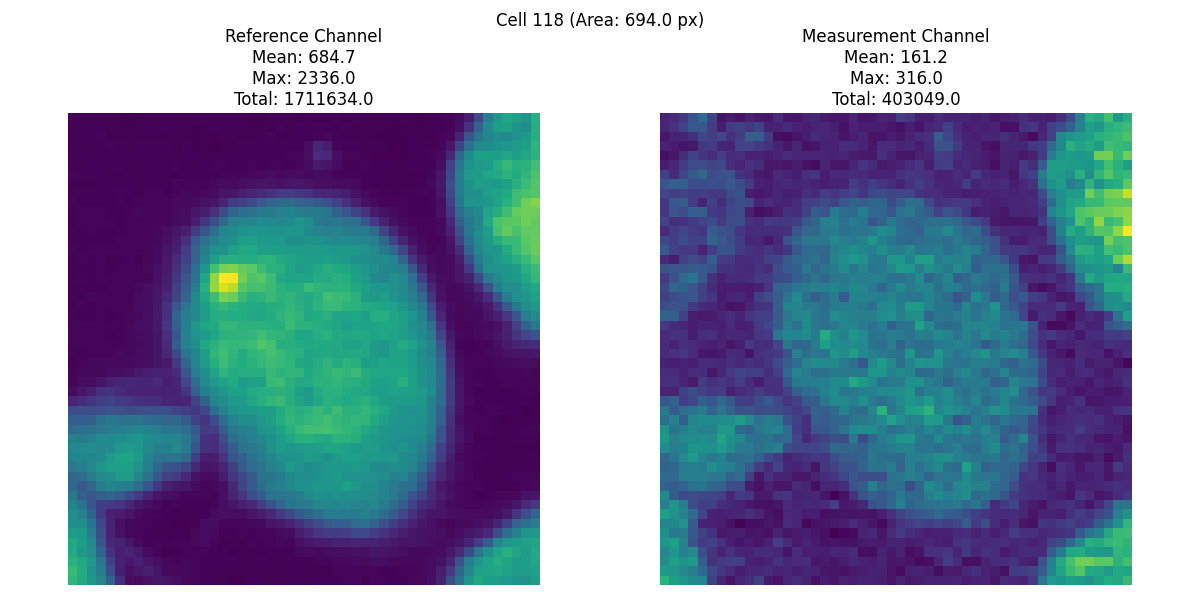 Cell 118 (Area: 694.0 px)
Reference Channel
Mean: 684.7
Max: 2336.0
Total: 1711634.0
Measurement Channel
Mean: 161.2
Max: 316.0
Total: 403049.0